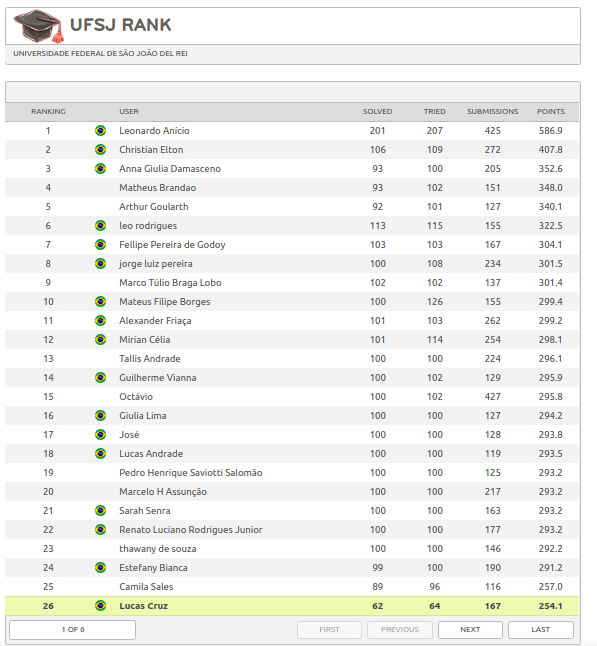 UFSJ RANK
UNIVERSIDADE FEDERAL DE SÃO JOÃO DEL REI
RANKING USER SOLVED TRIED SUBMISSIONS POINTS
1 Leonardo Anício 201 207 425 586.9
2 Christian Elton 106 109 272 407.8
3 Anna Giulia Damasceno 93 100 205 352.6
4 Matheus Brandao 93 102 151 348.0
5 Arthur Goularth 92 101 127 340.1
6 leo rodrigues 113 115 155 322.5
7 Fellipe Pereira de Godoy 103 103 167 304.1
8 jorge luiz pereira 100 108 234 301.5
9 Marco Túlio Braga Lobo 102 102 137 301.4
10 Mateus Filipe Borges 100 126 155 299.4
11 Alexander Friaça 101 103 262 299.2
12 Mirian Célia 101 114 254 298.1
13 Tallis Andrade 100 100 224 296.1
14 Guilherme Vianna 100 102 129 295.9
15 Octávio 100 102 427 295.8
16 Giulia Lima 100 100 127 294.2
17 José 100 100 128 293.8
18 Lucas Andrade 100 100 119 293.5
19 Pedro Henrique Saviotti Salomão 100 100 125 293.2
20 Marcelo H Assunção 100 100 217 293.2
21 Sarah Senra 100 100 163 293.2
22 Renato Luciano Rodrigues Junior 100 100 177 293.2
23 thawany de souza 100 100 146 292.2
24 Estefany Bianca 99 100 190 291.2
25 Camila Sales 89 96 116 257.0
26 Lucas Cruz 62 64 167 254.1
1 OF 6 FIRST PREVIOUS NEXT LAST